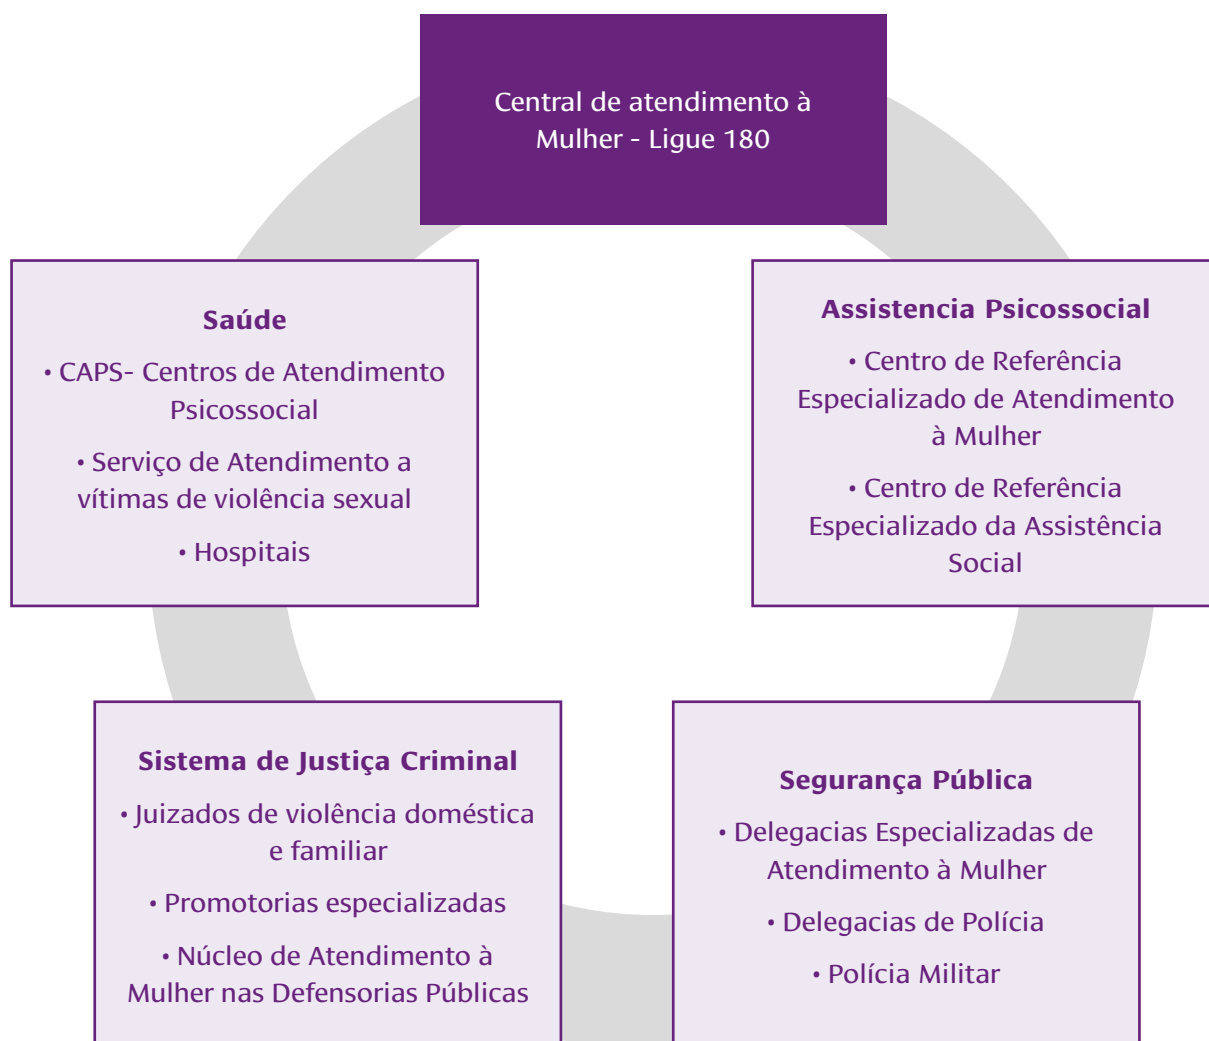 Central de atendimento à
Mulher - Ligue 180
Saúde
• CAPS- Centros de Atendimento
Psicossocial
• Serviço de Atendimento a
vítimas de violência sexual
• Hospitais
Assistencia Psicossocial
• Centro de Referência
Especializado de Atendimento
à Mulher
• Centro de Referência
Especializado da Assistência
Social
Sistema de Justiça Criminal
• Juizados de violência doméstica
e familiar
• Promotorias especializadas
• Núcleo de Atendimento à
Mulher nas Defensorias Públicas
Segurança Pública
• Delegacias Especializadas de
Atendimento à Mulher
• Delegacias de Polícia
• Polícia Militar